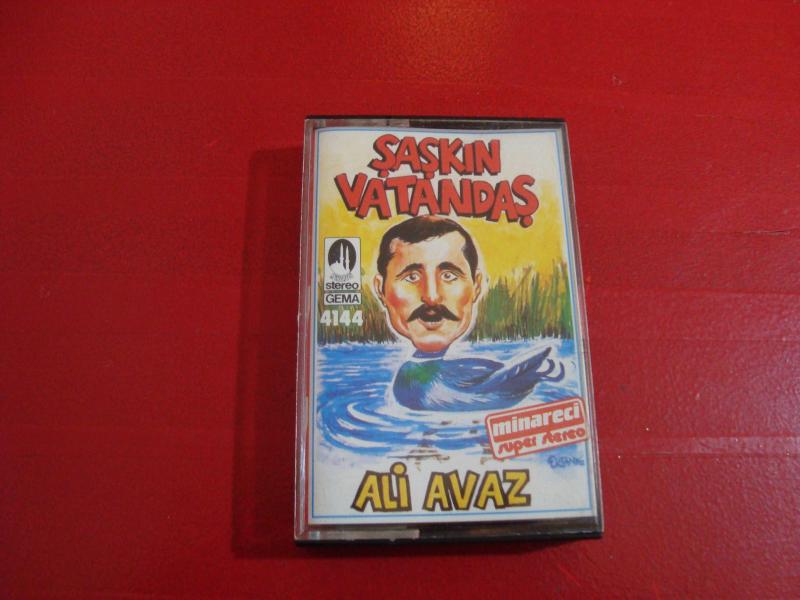 ŞAŞKIN
VATANDAŞ
stereo
GEMA
4144
minareci
super stereo
ALİ AVAZ